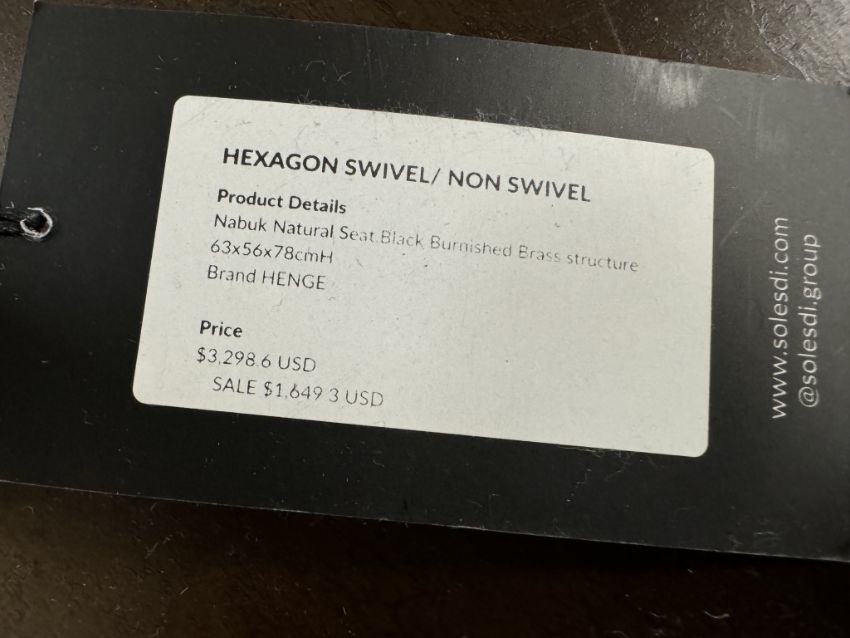 HEXAGON SWIVEL/ NON SWIVEL
Product Details
Nabuk Natural Seat.Black Burnished Brass structure
63x56x78cmH
Brand HENGE
Price
$3,298.6 USD
SALE $1,649.3 USD
www.solesdi.com
@solesdi.group